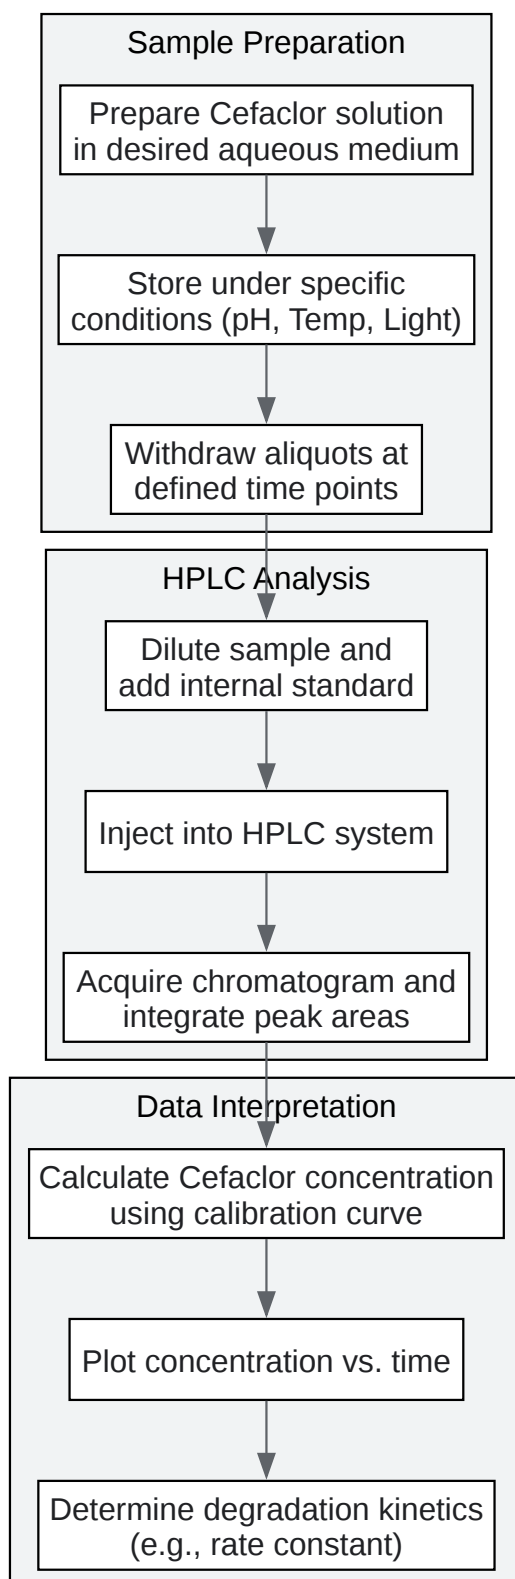 Sample Preparation
Prepare Cefaclor solution
in desired aqueous medium
Store under specific
conditions (pH, Temp, Light)
Withdraw aliquots at
defined time points
HPLC Analysis
Dilute sample and
add internal standard
Inject into HPLC system
Acquire chromatogram and
integrate peak areas
Data Interpretation
Calculate Cefaclor concentration
using calibration curve
Plot concentration vs. time
Determine degradation kinetics
(e.g., rate constant)